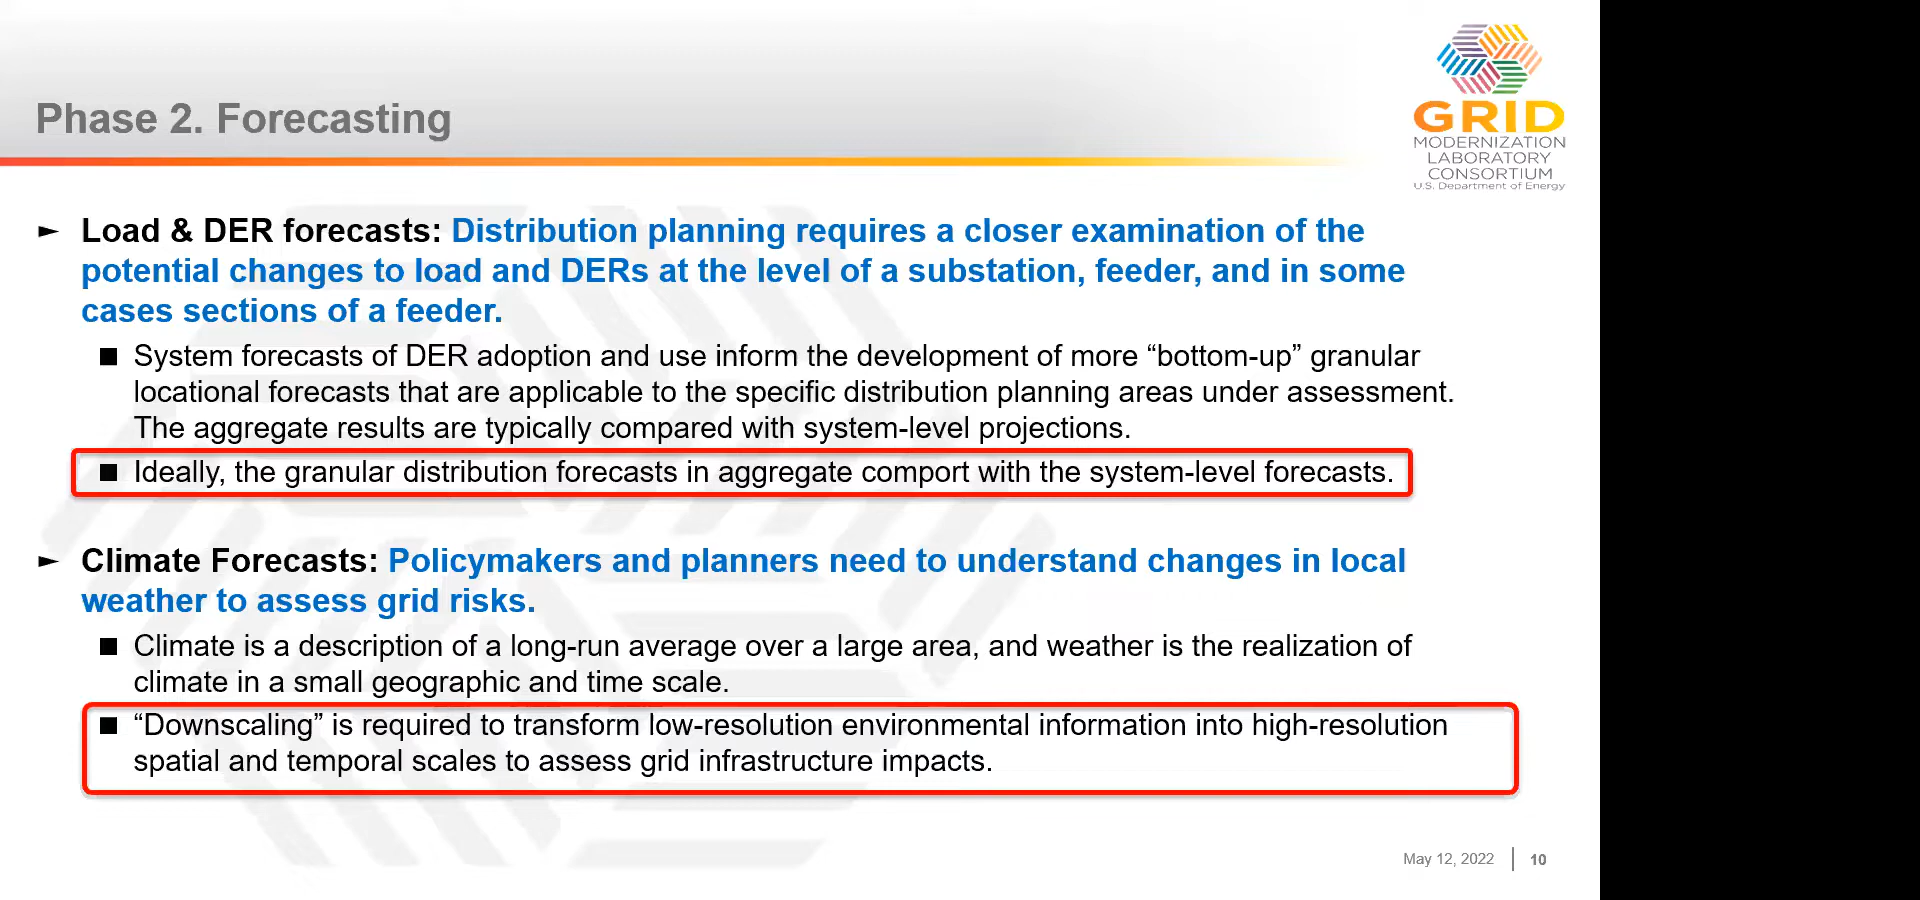 Phase 2. Forecasting
GRID
MODERNIZATION
LABORATORY
CONSORTIUM
U.S. Department of Energy
► Load & DER forecasts: Distribution planning requires a closer examination of the
potential changes to load and DERs at the level of a substation, feeder, and in some
cases sections of a feeder.
■ System forecasts of DER adoption and use inform the development of more “bottom-up” granular
locational forecasts that are applicable to the specific distribution planning areas under assessment.
The aggregate results are typically compared with system-level projections.
■ Ideally, the granular distribution forecasts in aggregate comport with the system-level forecasts.
► Climate Forecasts: Policymakers and planners need to understand changes in local
weather to assess grid risks.
■ Climate is a description of a long-run average over a large area, and weather is the realization of
climate in a small geographic and time scale.
■ “Downscaling” is required to transform low-resolution environmental information into high-resolution
spatial and temporal scales to assess grid infrastructure impacts.
May 12, 2022 | 10